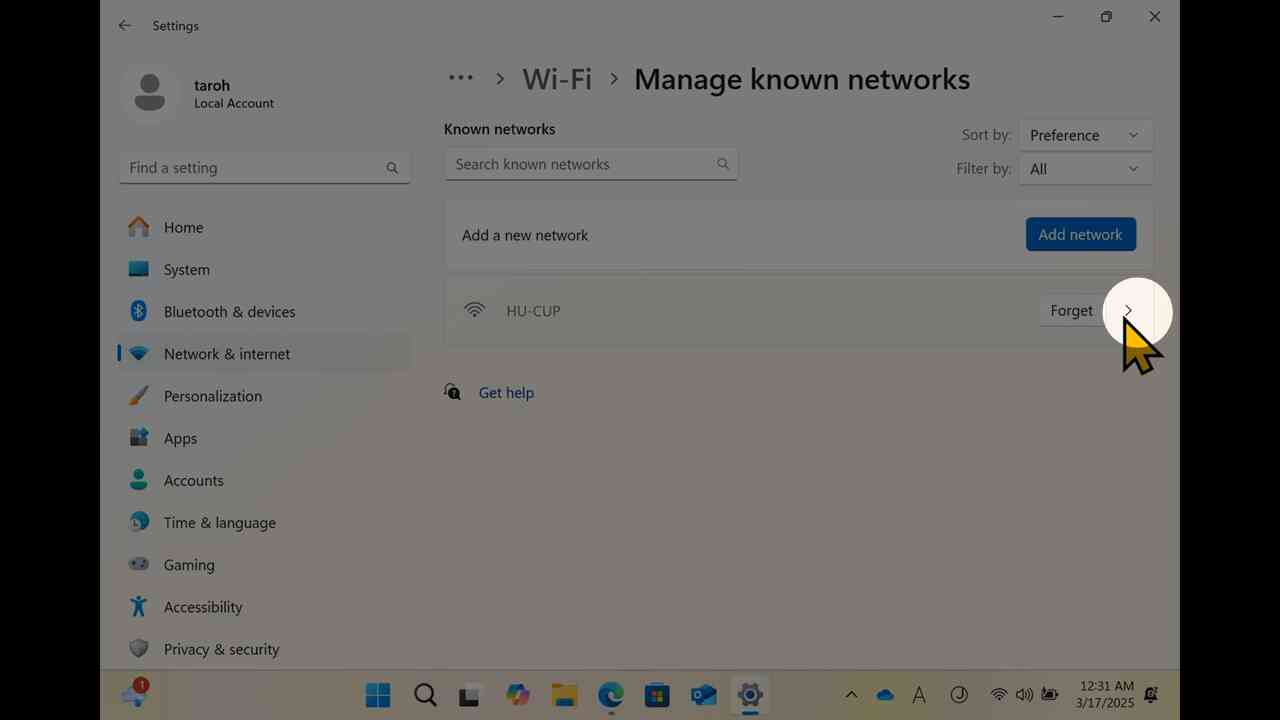 Settings
taroh
Local Account
Find a setting
Home
System
Bluetooth & devices
Network & internet
Personalization
Apps
Accounts
Time & language
Gaming
Accessibility
Privacy & security
... > Wi-Fi > Manage known networks
Known networks
Search known networks
Sort by: Preference
Filter by: All
Add a new network
Add network
HU-CUP
Forget
Get help
1
A
12:31 AM
3/17/2025